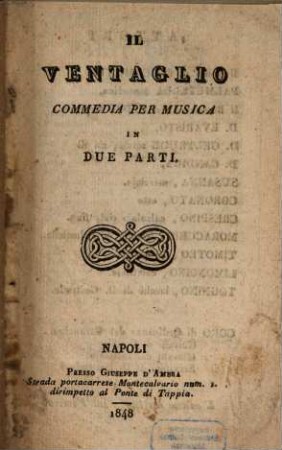 IL
VENTAGLIO
COMMEDIA PER MUSICA
IN
DUE PARTI.
NAPOLI
Presso Giuseppe d'Ambra
Strada portacarrese Montecalvario num. 1.
dirimpetto al Ponte di Tappia.
1848